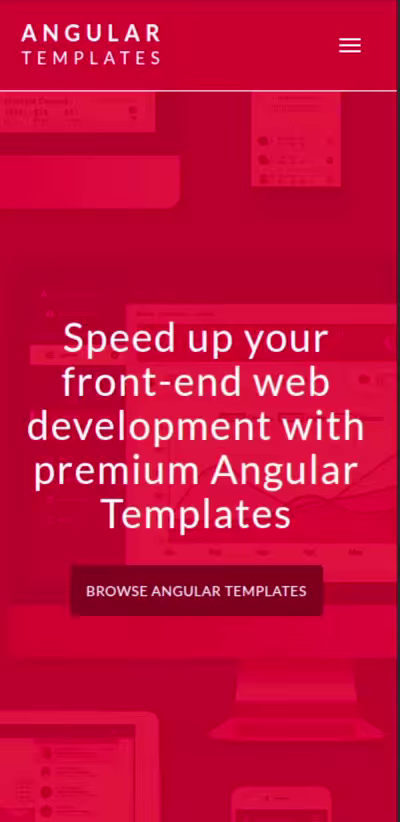 ANGULAR
TEMPLATES
Speed up your
front-end web
development with
premium Angular
Templates
BROWSE ANGULAR TEMPLATES